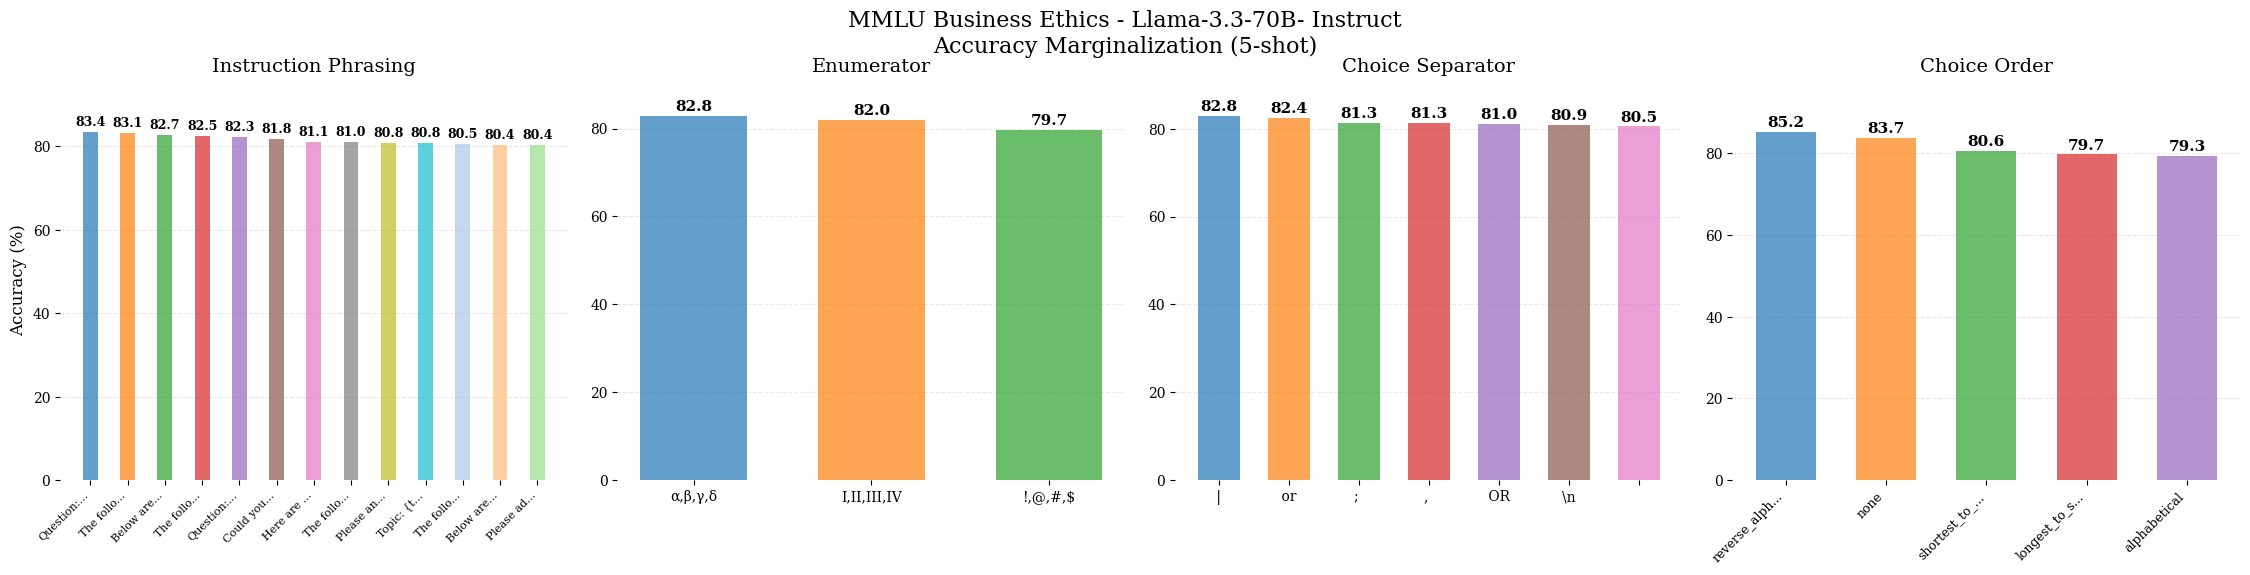 MMLU Business Ethics - Llama-3.3-70B- Instruct
Accuracy Marginalization (5-shot)
Instruction Phrasing
Accuracy (%)
80
60
40
20
0
83.4 83.1 82.7 82.5 82.3 81.8 81.1 81.0 80.8 80.8 80.5 80.4 80.4
Question:...
The follo...
Below are...
The follo...
Question:...
Could you...
Here are ...
The follo...
Please an...
Topic: {t...
The follo...
Below are...
Please ad...
Enumerator
80
60
40
20
0
82.8 82.0 79.7
α,β,γ,δ I,II,III,IV !,@,#,$
Choice Separator
80
60
40
20
0
82.8 82.4 81.3 81.3 81.0 80.9 80.5
| or ; , OR \n
Choice Order
80
60
40
20
0
85.2 83.7 80.6 79.7 79.3
reverse_alph...
none
shortest_to_...
longest_to_s...
alphabetical